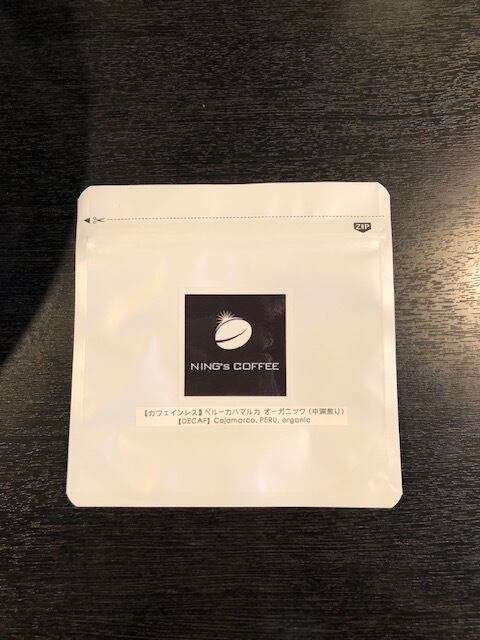 ZIP
NING's COFFEE
【カフェインレス】ペルーカハマルカ オーガニック (中深煎り)
【DECAF】 Cajamarca, PERU, organic